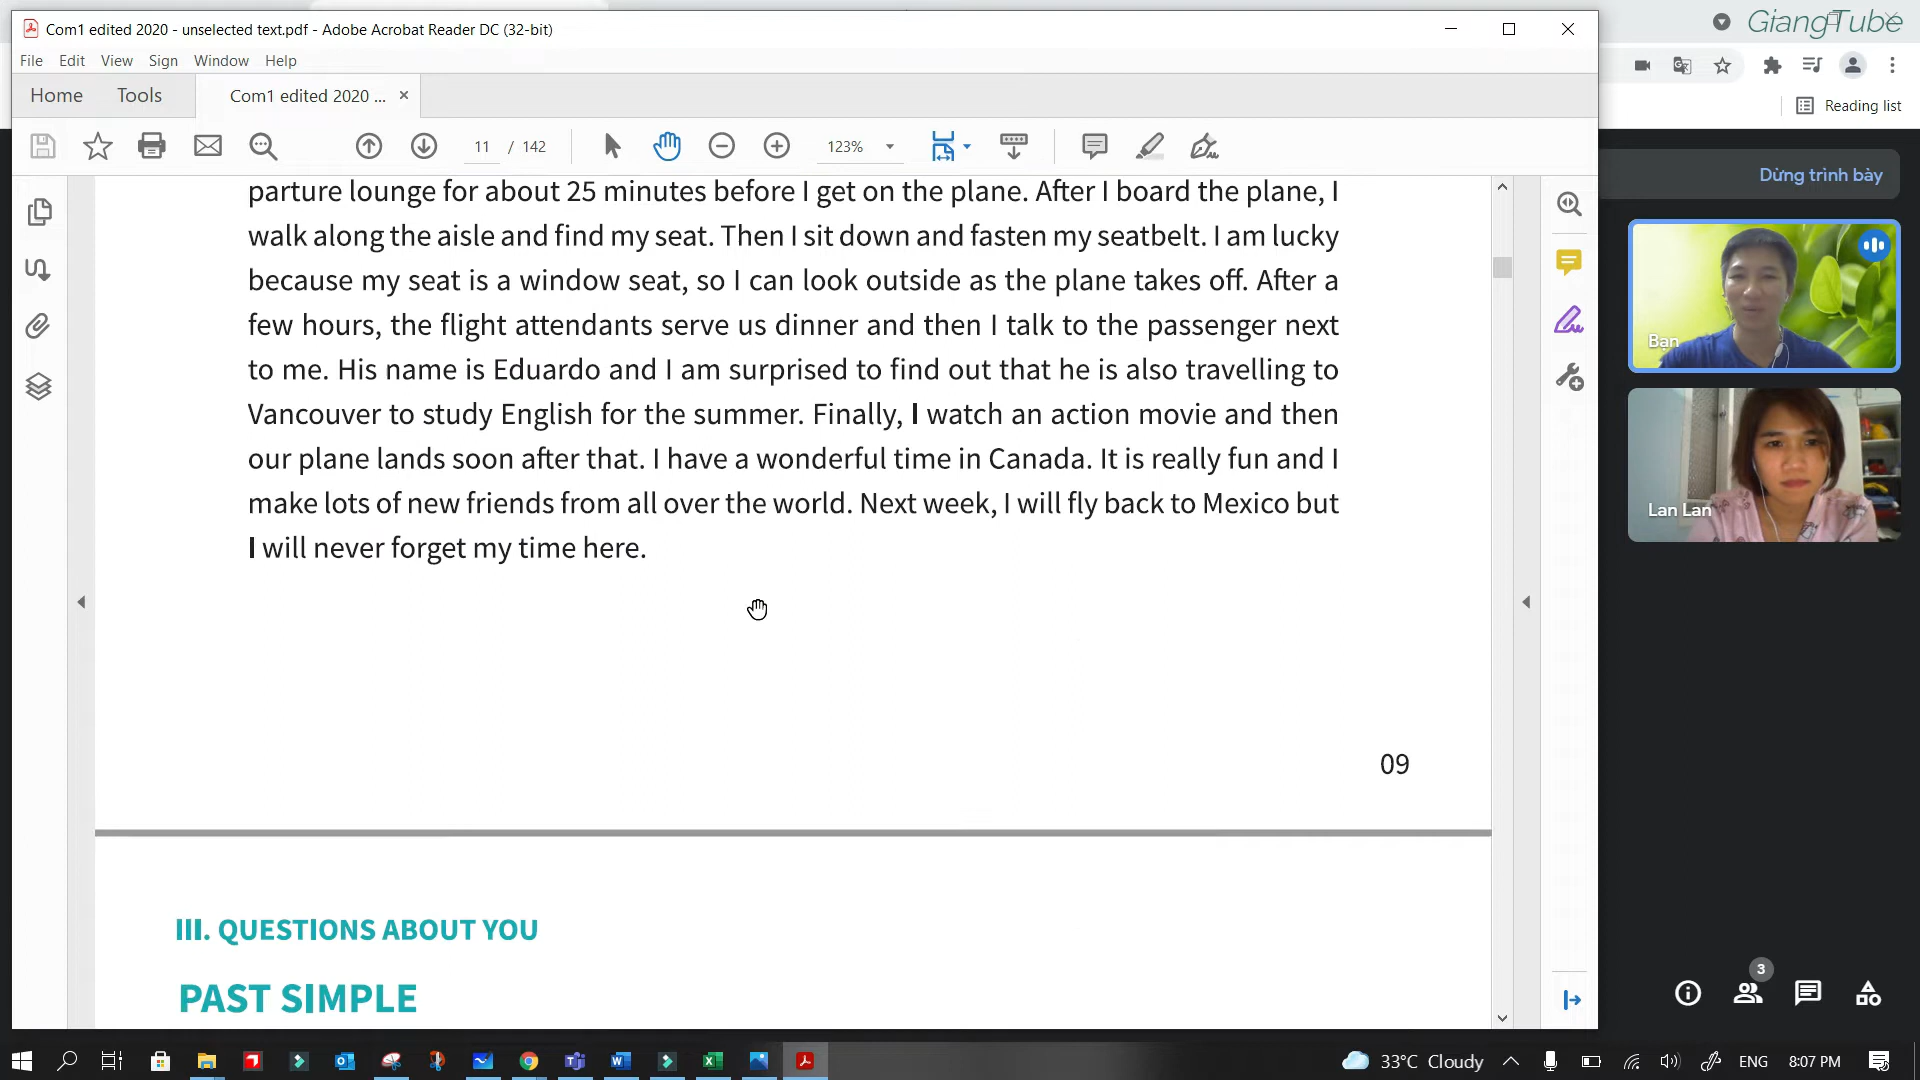 GiangTube
Com1 edited 2020 - unselected text.pdf - Adobe Acrobat Reader DC (32-bit)
File Edit View Sign Window Help
Home Tools Com1 edited 2020 ... ×
11 / 142 123%
Reading list
Dừng trình bày
parture lounge for about 25 minutes before I get on the plane. After I board the plane, I
walk along the aisle and find my seat. Then I sit down and fasten my seatbelt. I am lucky
because my seat is a window seat, so I can look outside as the plane takes off. After a
few hours, the flight attendants serve us dinner and then I talk to the passenger next
to me. His name is Eduardo and I am surprised to find out that he is also travelling to
Vancouver to study English for the summer. Finally, I watch an action movie and then
our plane lands soon after that. I have a wonderful time in Canada. It is really fun and I
make lots of new friends from all over the world. Next week, I will fly back to Mexico but
I will never forget my time here.
Bạn
Lan Lan
09
III. QUESTIONS ABOUT YOU
PAST SIMPLE
3
33°C Cloudy ENG 8:07 PM